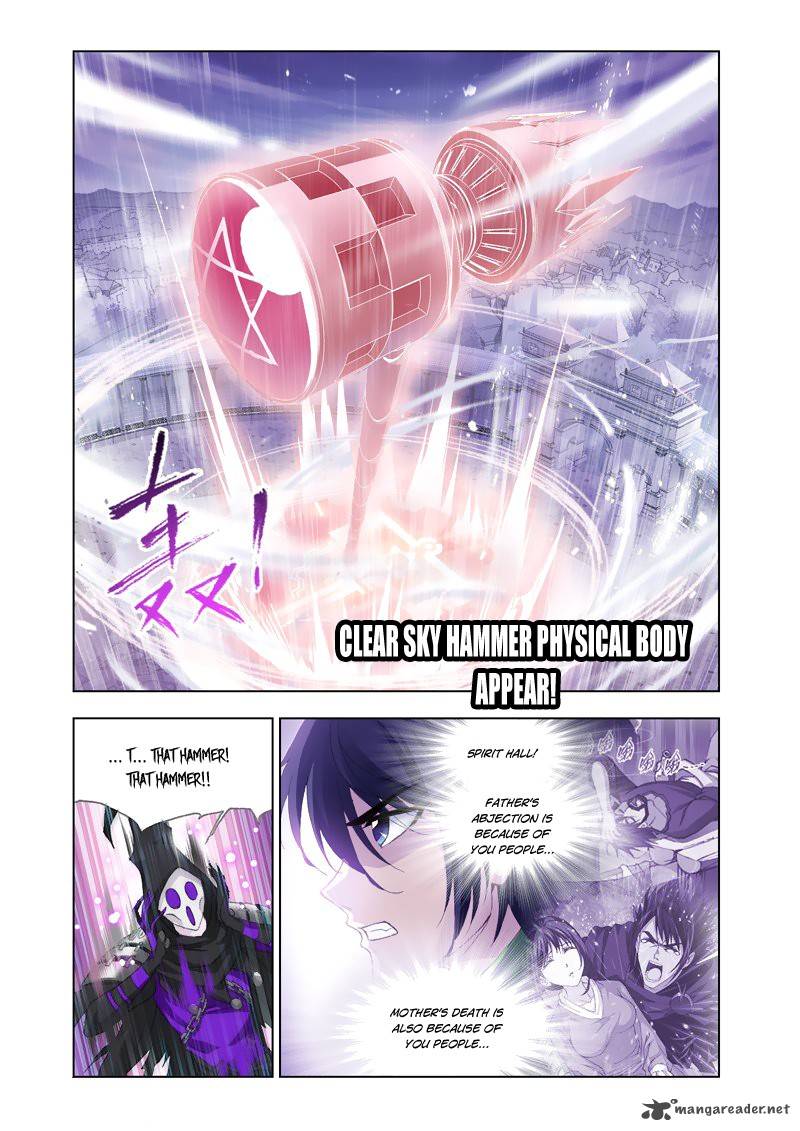 轰!
CLEAR SKY HAMMER PHYSICAL BODY
APPEAR!
... T... THAT HAMMER!
THAT HAMMER!!
SPIRIT HALL!
FATHER'S
ABJECTION IS
BECAUSE OF
YOU PEOPLE...
MOTHER'S DEATH IS
ALSO BECAUSE OF
YOU PEOPLE...
mangareader.net